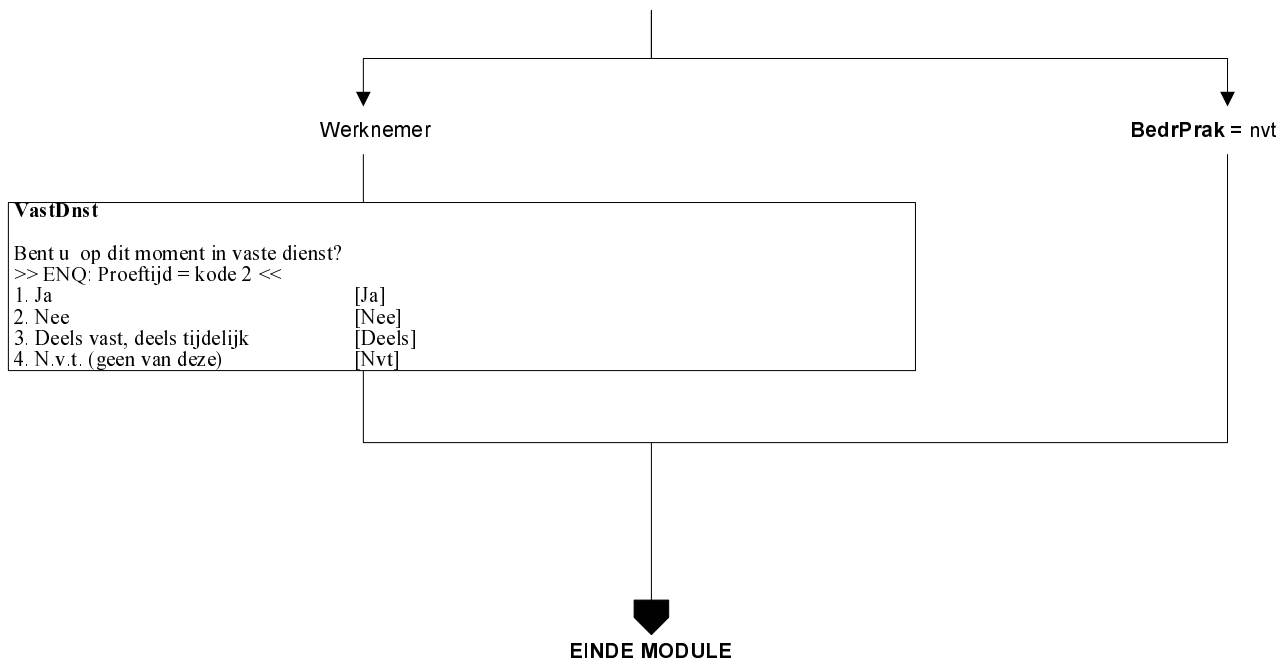 Werknemer
BedrPrak = nvt
VastDnst
Bent u op dit moment in vaste dienst?
>> ENQ: Proeftijd = kode 2 <<
1. Ja [Ja]
2. Nee [Nee]
3. Deels vast, deels tijdelijk [Deels]
4. N.v.t. (geen van deze) [Nvt]
EINDE MODULE